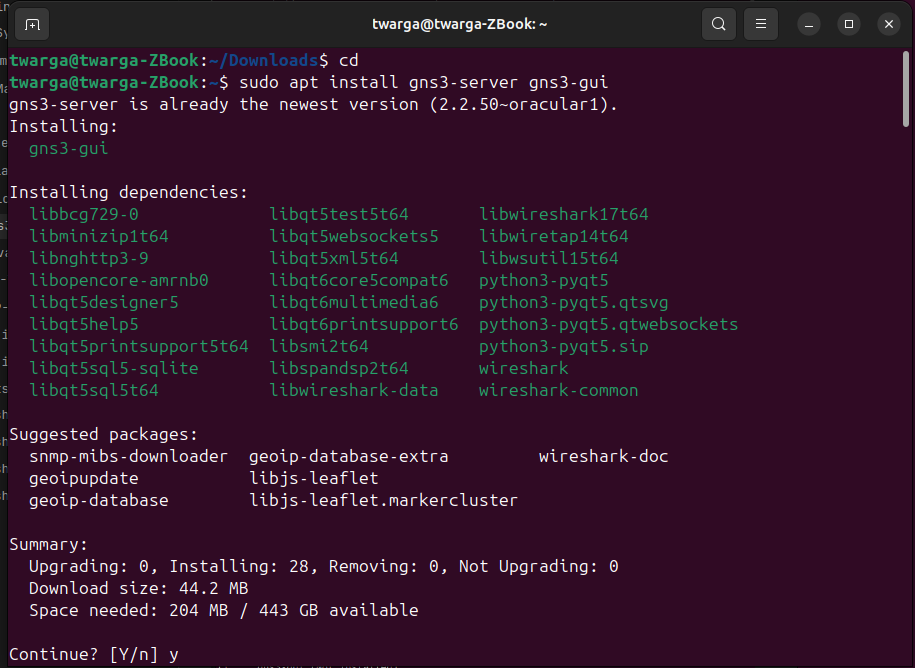 twarga@twarga-ZBook: ~
twarga@twarga-ZBook:~/Downloads$ cd
twarga@twarga-ZBook:~$ sudo apt install gns3-server gns3-gui
gns3-server is already the newest version (2.2.50~oracular1).
Installing:
  gns3-gui

Installing dependencies:
  libbcg729-0          libqt5test5t64       libwireshark17t64
  libminizip1t64       libqt5websockets5    libwiretap14t64
  libnghttp3-9         libqt5xml5t64        libwsutil15t64
  libopencore-amrnb0   libqt6core5compat6   python3-pyqt5
  libqt5designer5      libqt6multimedia6    python3-pyqt5.qtsvg
  libqt5help5          libqt6printsupport6  python3-pyqt5.qtwebsockets
  libqt5printsupport5t64  libsmi2t64        python3-pyqt5.sip
  libqt5sql5-sqlite    libspandsp2t64       wireshark
  libqt5sql5t64        libwireshark-data    wireshark-common

Suggested packages:
  snmp-mibs-downloader  geoip-database-extra         wireshark-doc
  geoipupdate           libjs-leaflet
  geoip-database        libjs-leaflet.markercluster

Summary:
  Upgrading: 0, Installing: 28, Removing: 0, Not Upgrading: 0
  Download size: 44.2 MB
  Space needed: 204 MB / 443 GB available

Continue? [Y/n] y